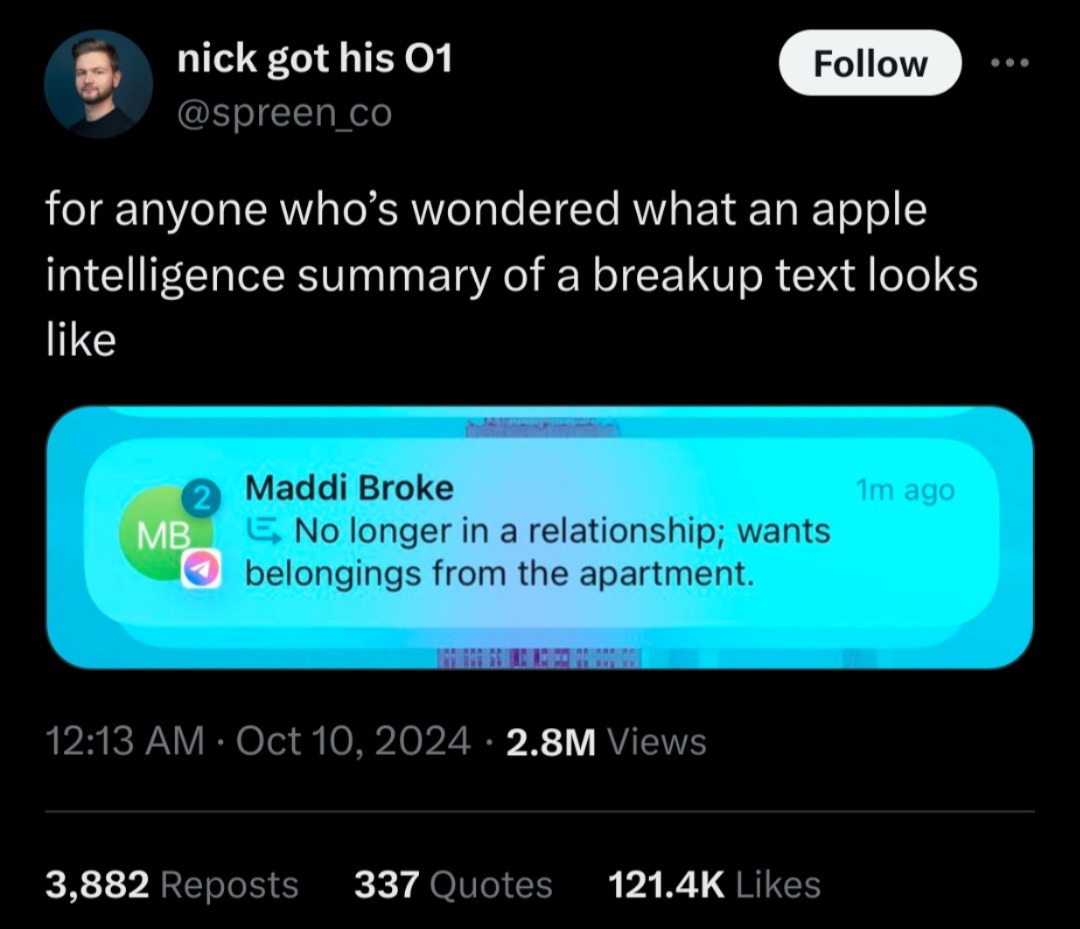 nick got his O1
Follow
@spreen_co
for anyone who’s wondered what an apple
intelligence summary of a breakup text looks
like
2
MB
Maddi Broke
1m ago
No longer in a relationship; wants
belongings from the apartment.
12:13 AM · Oct 10, 2024 · 2.8M Views
3,882 Reposts 337 Quotes 121.4K Likes